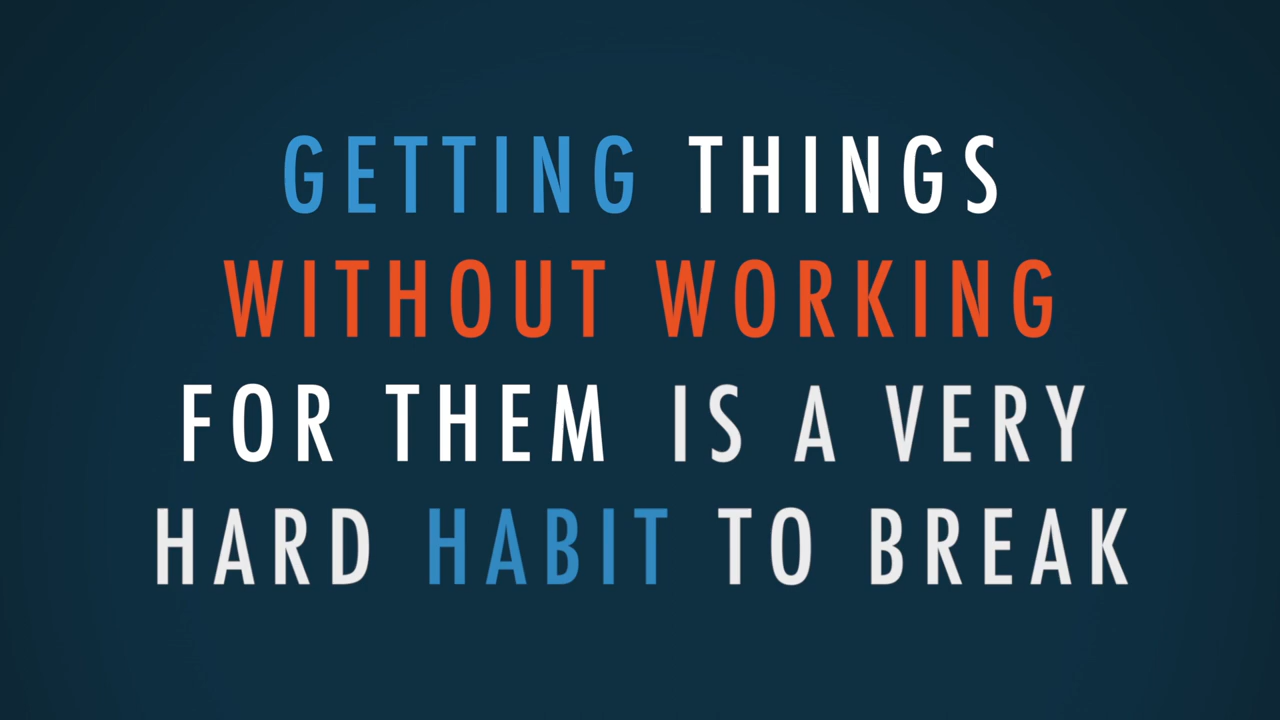 GETTING THINGS
WITHOUT WORKING
FOR THEM IS A VERY
HARD HABIT TO BREAK